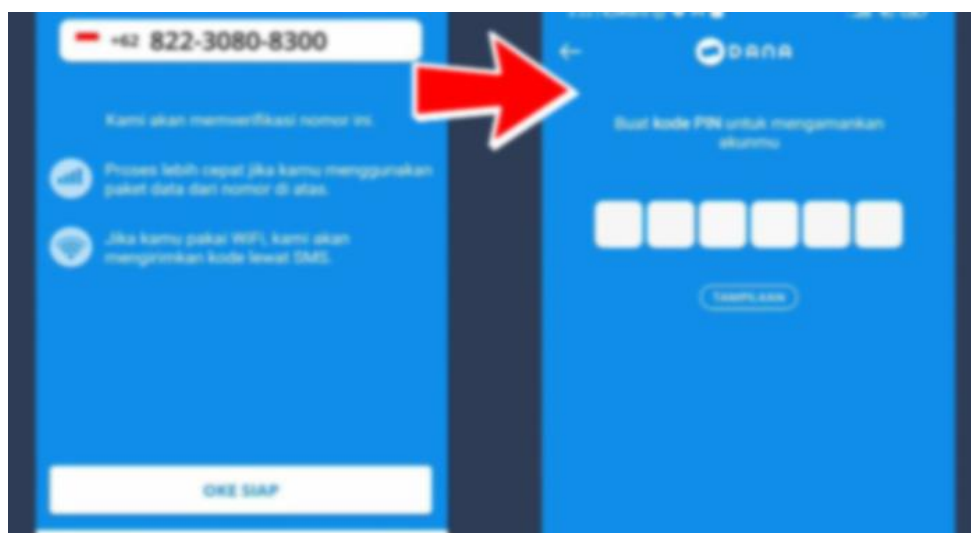 +62 822-3080-8300
Kami akan memverifikasi nomor ini.
Proses lebih cepat jika kamu menggunakan
paket data dari nomor di atas.
Jika kamu pakai WiFi, kami akan
mengirimkan kode lewat SMS.
OKE SIAP
DANA
Buat kode PIN untuk mengamankan
akunmu
TAMPILKAN